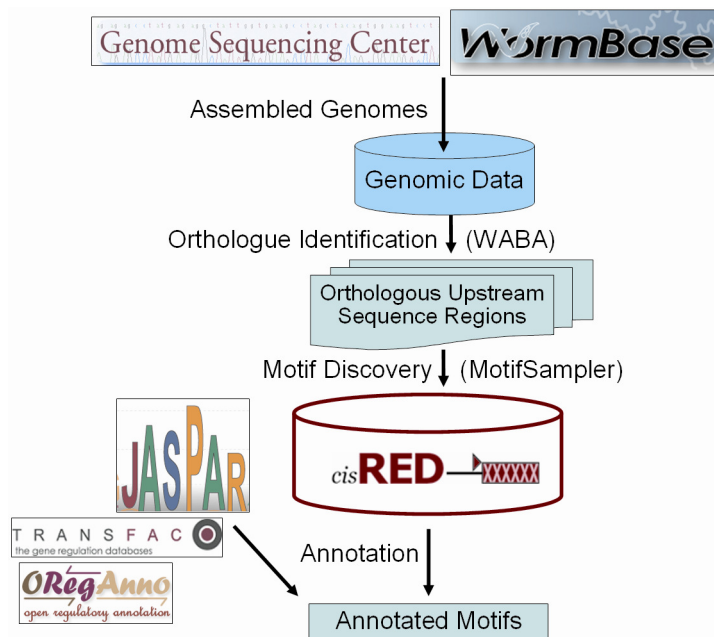 Genome Sequencing Center
WormBase
Assembled Genomes
Genomic Data
Orthologue Identification (WABA)
Orthologous Upstream
Sequence Regions
Motif Discovery (MotifSampler)
JASPAR
cisRED
XXXXXX
TRANSFAC
the gene regulation databases
Annotation
ORegAnno
open regulatory annotation
Annotated Motifs